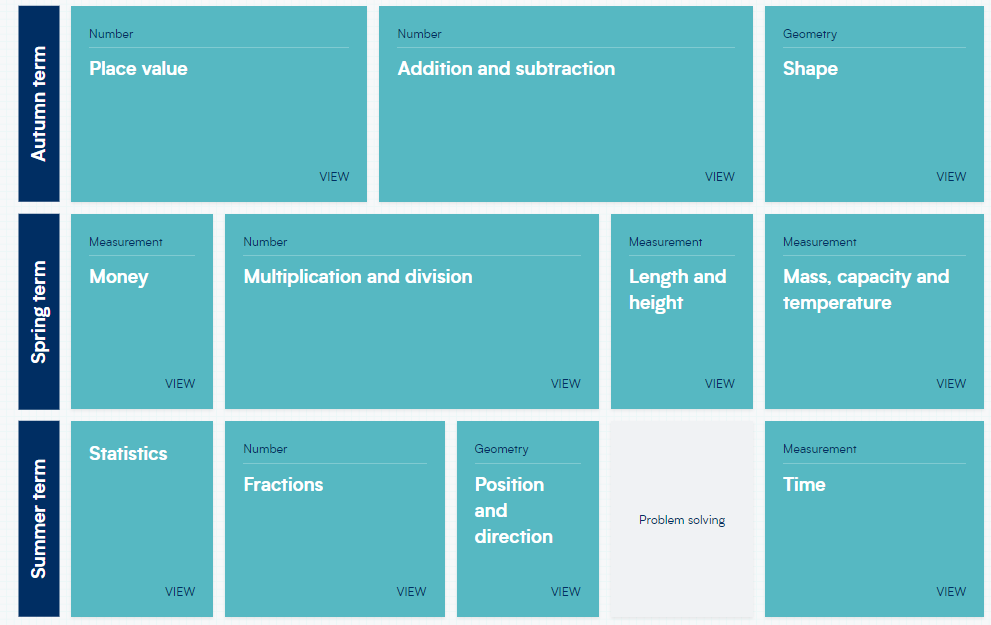 Autumn term
Number
Place value
VIEW
Number
Addition and subtraction
VIEW
Geometry
Shape
VIEW
Spring term
Measurement
Money
VIEW
Number
Multiplication and division
VIEW
Measurement
Length and
height
VIEW
Measurement
Mass, capacity and
temperature
VIEW
Summer term
Statistics
VIEW
Number
Fractions
VIEW
Geometry
Position
and
direction
VIEW
Problem solving
Measurement
Time
VIEW